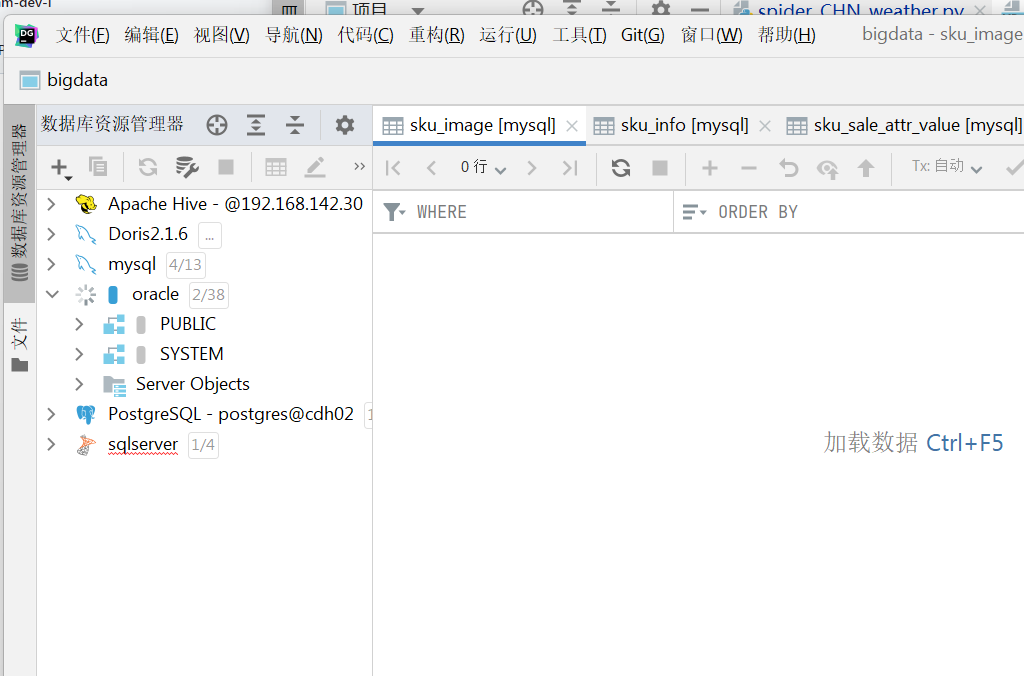 m-dev-1
项目
spider_CHN_weather.py
DG
文件(F) 编辑(E) 视图(V) 导航(N) 代码(C) 重构(R) 运行(U) 工具(T) Git(G) 窗口(W) 帮助(H) bigdata - sku_image
bigdata
数据库资源管理器
文件
数据库资源管理器
Apache Hive - @192.168.142.30
Doris2.1.6 ...
mysql 4/13
oracle 2/38
PUBLIC
SYSTEM
Server Objects
PostgreSQL - postgres@cdh02 1
sqlserver 1/4
sku_image [mysql] sku_info [mysql] sku_sale_attr_value [mysql]
0 行 Tx: 自动
WHERE ORDER BY
加载数据 Ctrl+F5